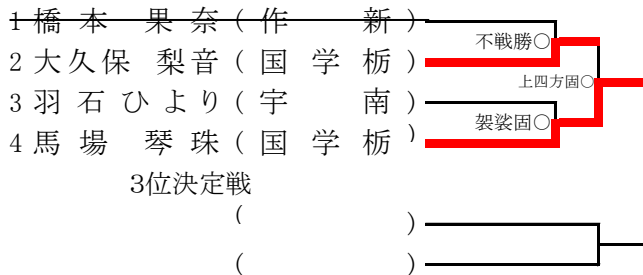 1 橋本 果奈 ( 作 新 )
不戦勝○
2 大久保 梨音 ( 国 学 栃 )
上四方固○
3 羽石 ひより ( 宇 南 )
袈裟固○
4 馬場 琴珠 ( 国 学 栃 )
3位決定戦
( )
( )